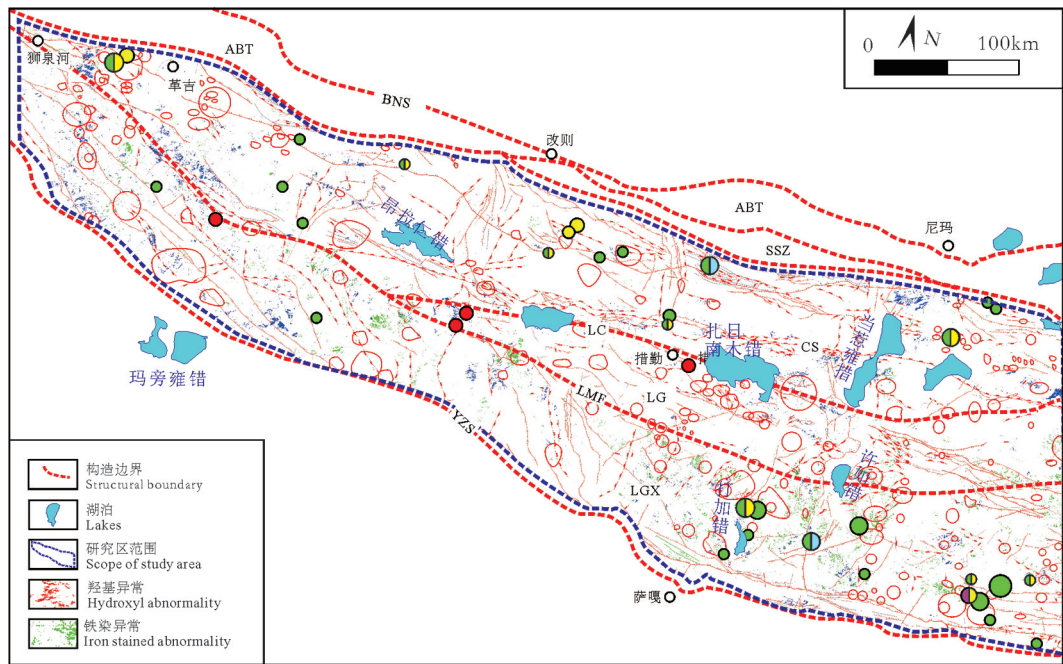 0
N
100km
狮泉河
ABT
革吉
BNS
改则
ABT
尼玛
SSZ
昂拉仁错
LC
措勤
措
扎日
南木错
CS
当惹雍错
玛旁雍错
LMF
LG
YZS
LGX
竹加错
许如错
萨嘎
构造边界
Structural boundary
湖泊
Lakes
研究区范围
Scope of study area
羟基异常
Hydroxyl abnormality
铁染异常
Iron stained abnormality